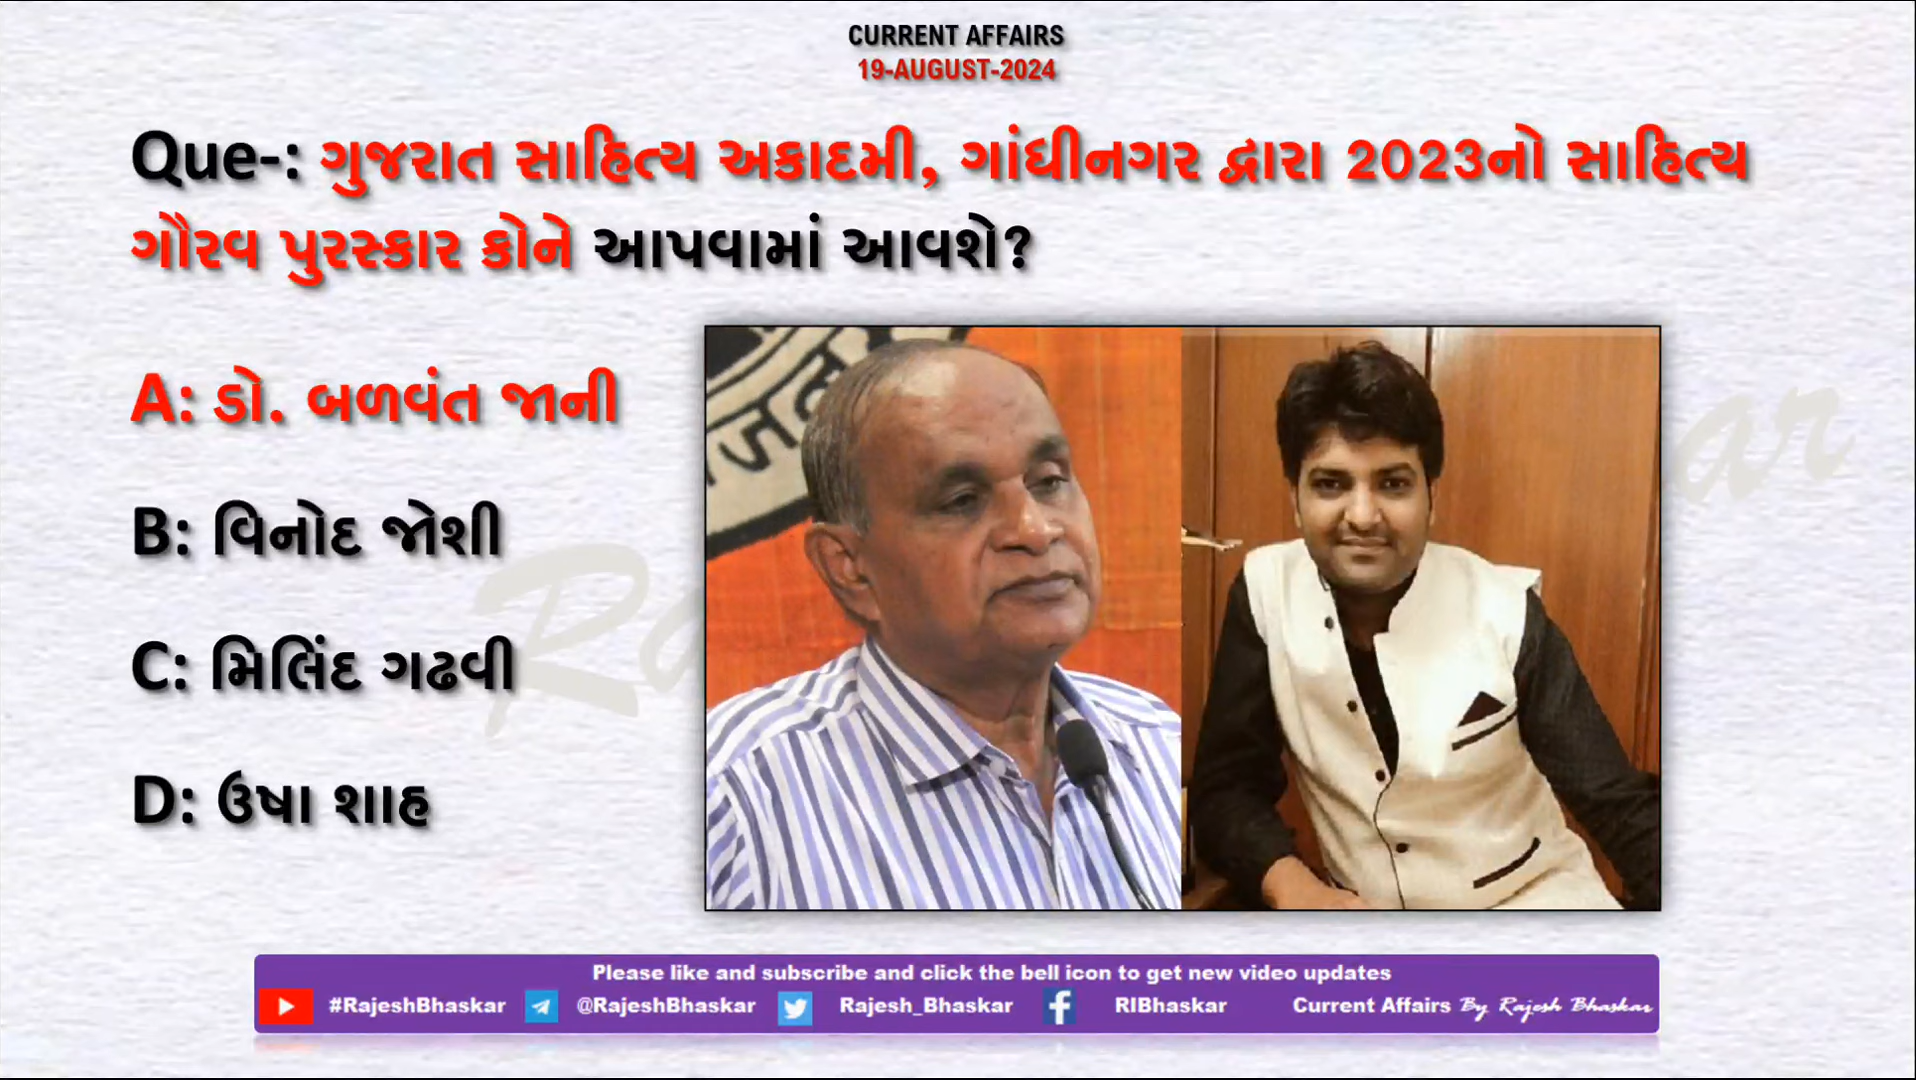 CURRENT AFFAIRS
19-AUGUST-2024
Que-: ગુજરાત સાહિત્ય અકાદમી, ગાંધીનગર દ્વારા 2023નો સાહિત્ય
ગૌરવ પુરસ્કાર કોને આપવામાં આવશે?
A: ડો. બળવંત જાની
B: વિનોદ જોશી
C: મિલિંદ ગઢવી
D: ઉષા શાહ
Please like and subscribe and click the bell icon to get new video updates
#RajeshBhaskar @RajeshBhaskar Rajesh_Bhaskar RIBhaskar Current Affairs By Rajesh Bhaskar